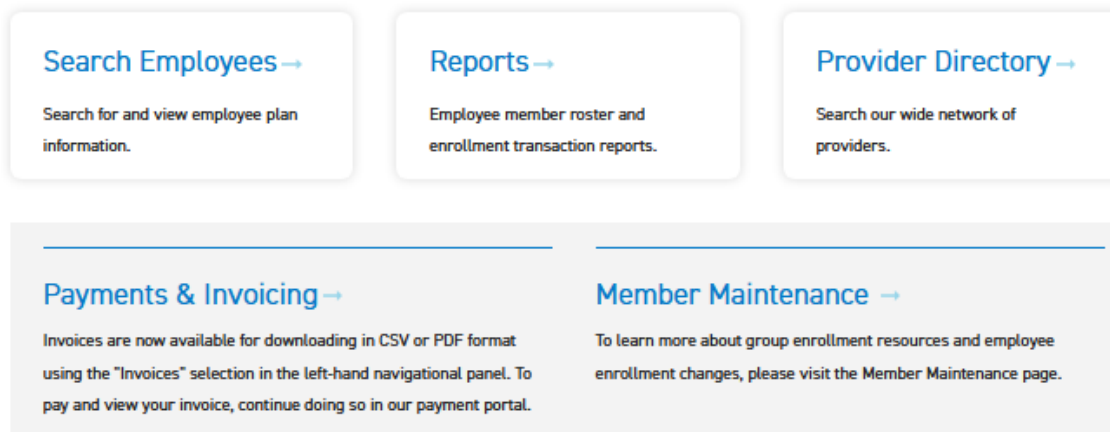 Search Employees→
Search for and view employee plan
information.
Reports→
Employee member roster and
enrollment transaction reports.
Provider Directory→
Search our wide network of
providers.
Payments & Invoicing→
Invoices are now available for downloading in CSV or PDF format
using the "Invoices" selection in the left-hand navigational panel. To
pay and view your invoice, continue doing so in our payment portal.
Member Maintenance →
To learn more about group enrollment resources and employee
enrollment changes, please visit the Member Maintenance page.